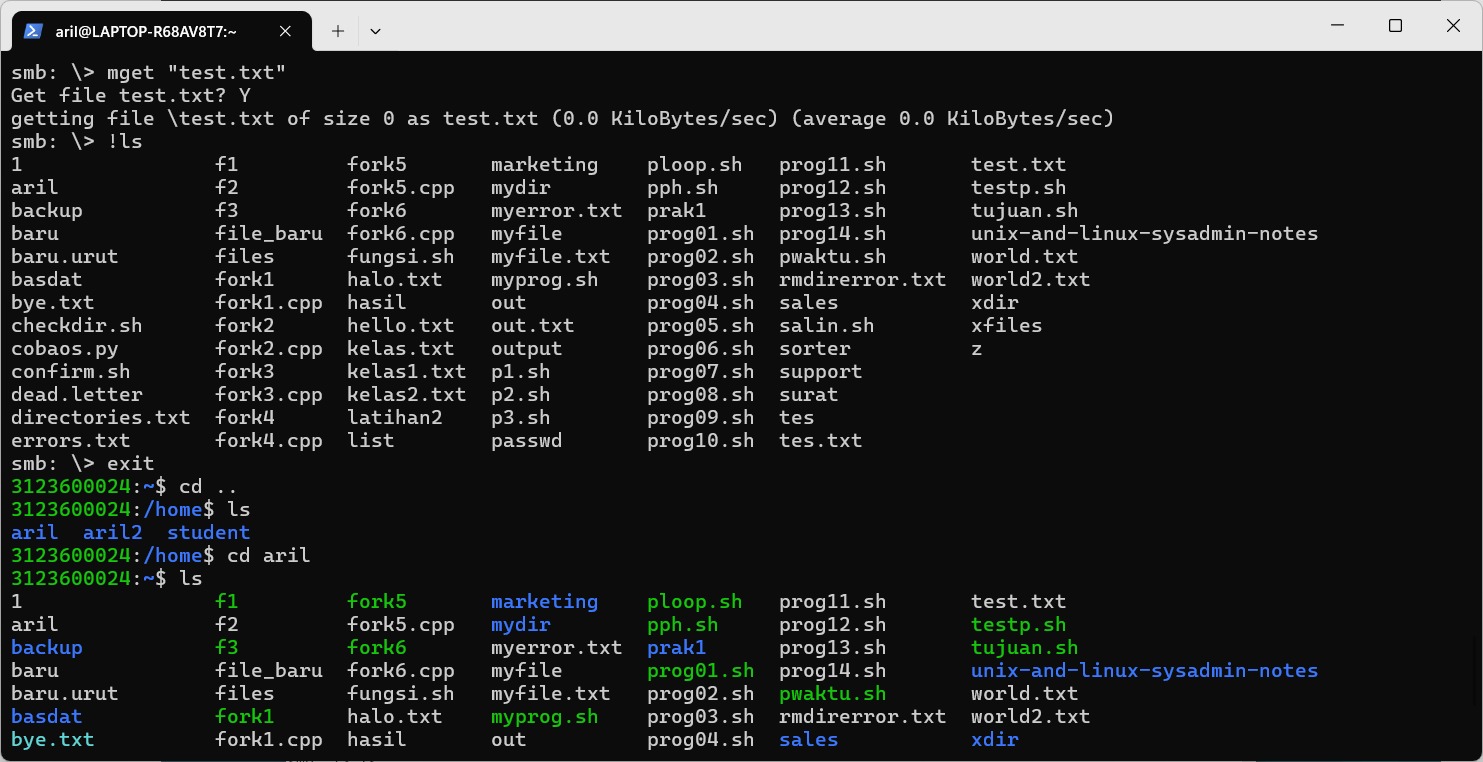 aril@LAPTOP-R68AV8T7:~
smb: \> mget "test.txt"
Get file test.txt? Y
getting file \test.txt of size 0 as test.txt (0.0 KiloBytes/sec) (average 0.0 KiloBytes/sec)
smb: \> !ls
1 f1 fork5 marketing ploop.sh prog11.sh test.txt
aril f2 fork5.cpp mydir pph.sh prog12.sh testp.sh
backup f3 fork6 myerror.txt prak1 prog13.sh tujuan.sh
baru file_baru fork6.cpp myfile prog01.sh prog14.sh unix-and-linux-sysadmin-notes
baru.urut files fungsi.sh myfile.txt prog02.sh pwaktu.sh world.txt
basdat fork1 halo.txt myprog.sh prog03.sh rmdirerror.txt world2.txt
bye.txt fork1.cpp hasil out prog04.sh sales xdir
checkdir.sh fork2 hello.txt out.txt prog05.sh salin.sh xfiles
cobaos.py fork2.cpp kelas.txt output prog06.sh sorter z
confirm.sh fork3 kelas1.txt p1.sh prog07.sh support
dead.letter fork3.cpp kelas2.txt p2.sh prog08.sh surat
directories.txt fork4 latihan2 p3.sh prog09.sh tes
errors.txt fork4.cpp list passwd prog10.sh tes.txt
smb: \> exit
3123600024:~$ cd ..
3123600024:/home$ ls
aril aril2 student
3123600024:/home$ cd aril
3123600024:~$ ls
1 f1 fork5 marketing ploop.sh prog11.sh test.txt
aril f2 fork5.cpp mydir pph.sh prog12.sh testp.sh
backup f3 fork6 myerror.txt prak1 prog13.sh tujuan.sh
baru file_baru fork6.cpp myfile prog01.sh prog14.sh unix-and-linux-sysadmin-notes
baru.urut files fungsi.sh myfile.txt prog02.sh pwaktu.sh world.txt
basdat fork1 halo.txt myprog.sh prog03.sh rmdirerror.txt world2.txt
bye.txt fork1.cpp hasil out prog04.sh sales xdir